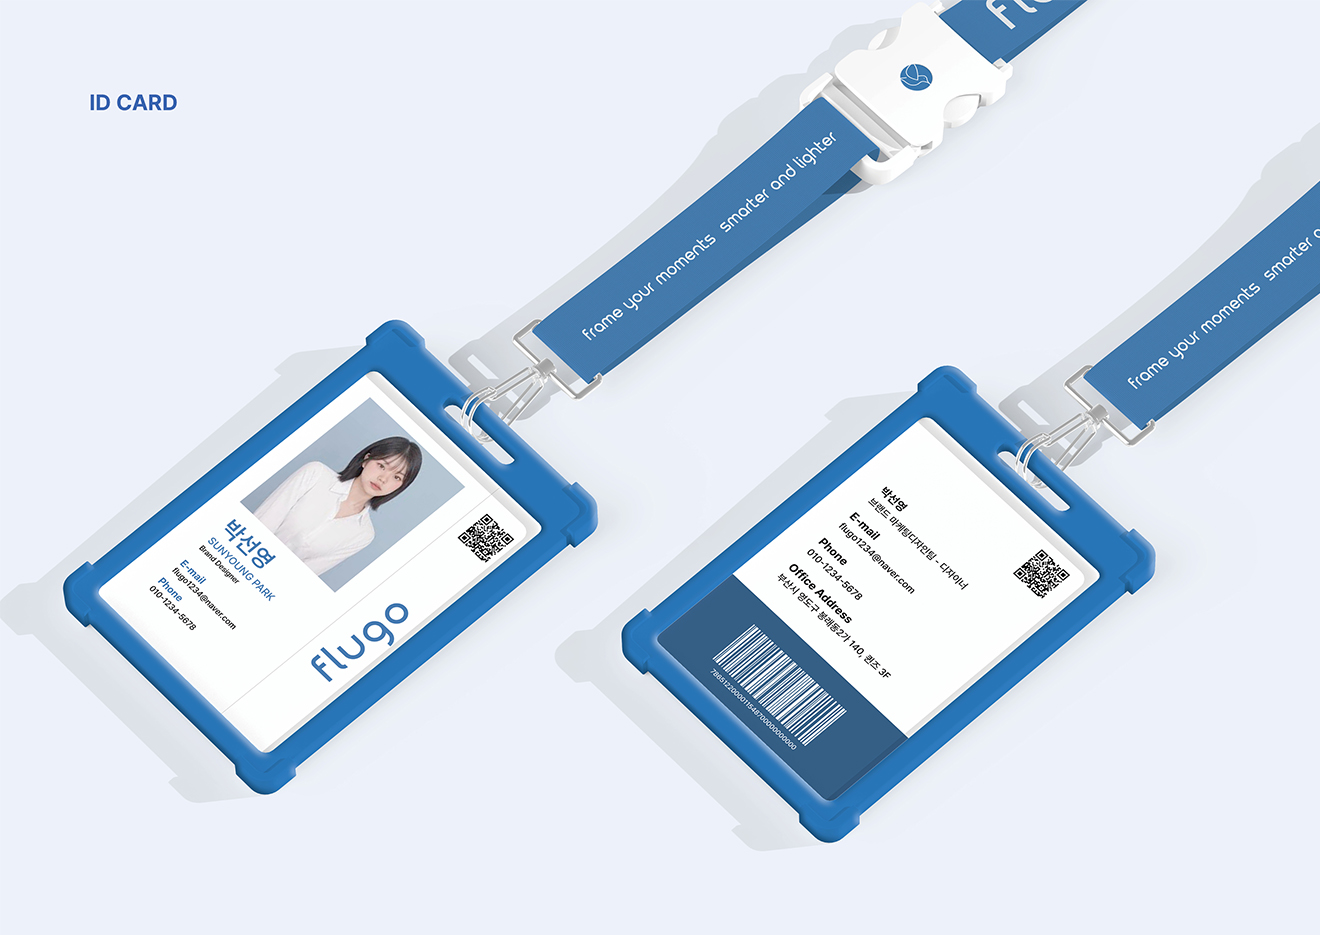 ID CARD
flu
frame your moments smarter and lighter
박선영
SUNYOUNG PARK
Brand Designer
E-mail
flugo1234@naver.com
Phone
010-1234-5678
flugo
frame your moments smarter
박선영
브랜드 마케팅디자인팀 - 디자이너
E-mail
flugo1234@naver.com
Phone
010-1234-5678
Office Address
부산시 영도구 봉래동2가 140, 퀸즈 3F